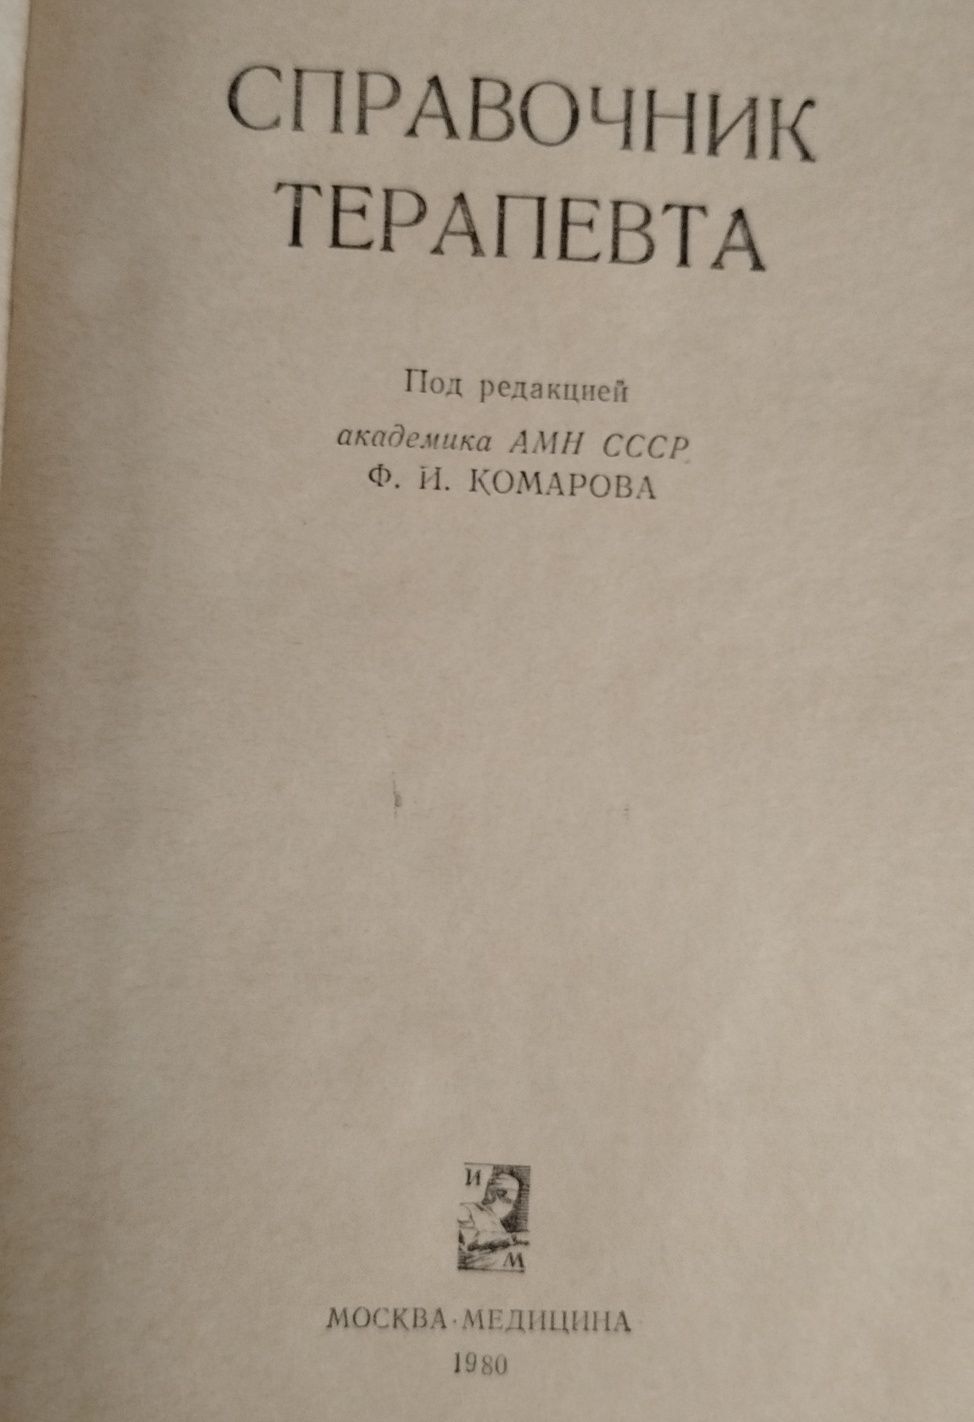 СПРАВОЧНИК
ТЕРАПЕВТА
Под редакцией
академика АМН СССР
Ф. И. КОМАРОВА
И
М
МОСКВА·МЕДИЦИНА
1980